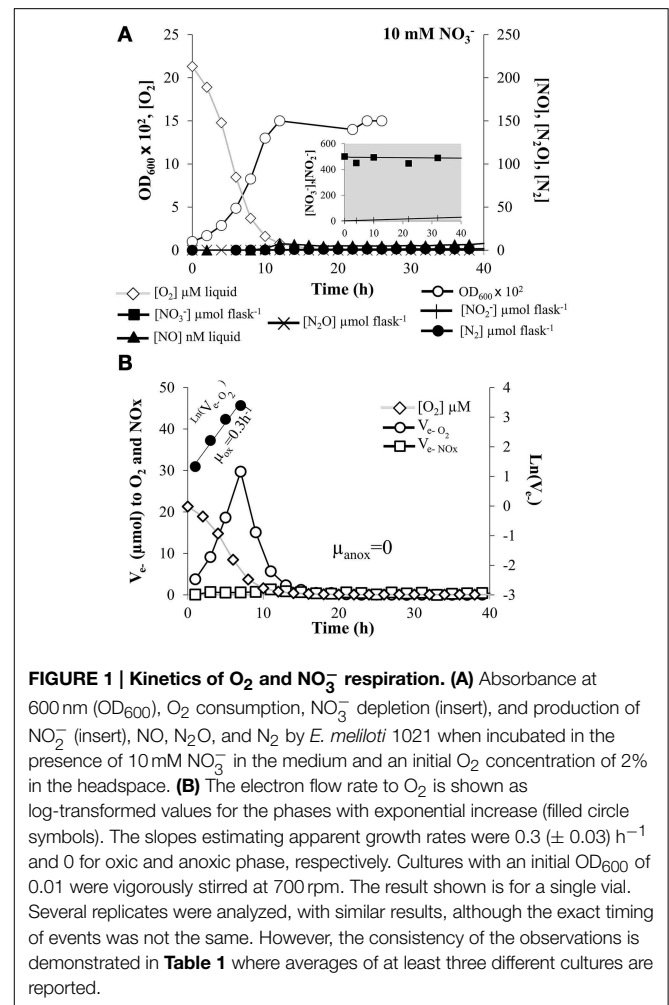 A
10 mM NO₃⁻
OD₆₀₀ x 10², [O₂]
25
20
15
10
5
0
250
200
150
100
50
0
[NO], [N₂O], [N₂]
[NO₃⁻],[NO₂⁻]
600
400
200
0
0 10 20 30 40
0 10 20 30 40
Time (h)
[O₂] µM liquid
OD₆₀₀ x 10²
[NO₃⁻] µmol flask⁻¹
[N₂O] µmol flask⁻¹
[NO₂⁻] µmol flask⁻¹
[NO] nM liquid
[N₂] µmol flask⁻¹
B
Vₑ₋ (µmol) to O₂ and NOx
50
40
30
20
10
0
Ln(Vₑ₋O₂)
µₒₓ=0.3h⁻¹
[O₂] µM
Vₑ₋ O₂
Vₑ₋ NOx
µanox=0
4
3
2
1
0
-1
-2
-3
Ln(Vₑ₋)
0 10 20 30 40
Time (h)
FIGURE 1 | Kinetics of O₂ and NO₃⁻ respiration. (A) Absorbance at
600 nm (OD₆₀₀), O₂ consumption, NO₃⁻ depletion (insert), and production of
NO₂⁻ (insert), NO, N₂O, and N₂ by E. meliloti 1021 when incubated in the
presence of 10 mM NO₃⁻ in the medium and an initial O₂ concentration of 2%
in the headspace. (B) The electron flow rate to O₂ is shown as
log-transformed values for the phases with exponential increase (filled circle
symbols). The slopes estimating apparent growth rates were 0.3 (± 0.03) h⁻¹
and 0 for oxic and anoxic phase, respectively. Cultures with an initial OD₆₀₀ of
0.01 were vigorously stirred at 700 rpm. The result shown is for a single vial.
Several replicates were analyzed, with similar results, although the exact timing
of events was not the same. However, the consistency of the observations is
demonstrated in Table 1 where averages of at least three different cultures are
reported.